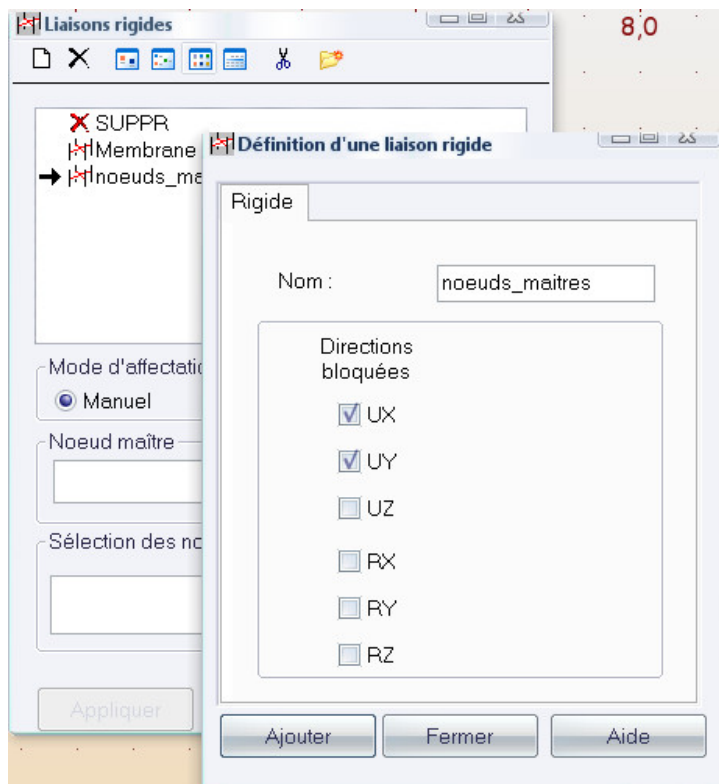 Liaisons rigides
8,0
SUPPR
Membrane
noeuds_ma
Mode d'affectatio
Manuel
Noeud maître
Sélection des no
Appliquer
Définition d'une liaison rigide
Rigide
Nom :
noeuds_maitres
Directions
bloquées
UX
UY
UZ
RX
RY
RZ
Ajouter
Fermer
Aide